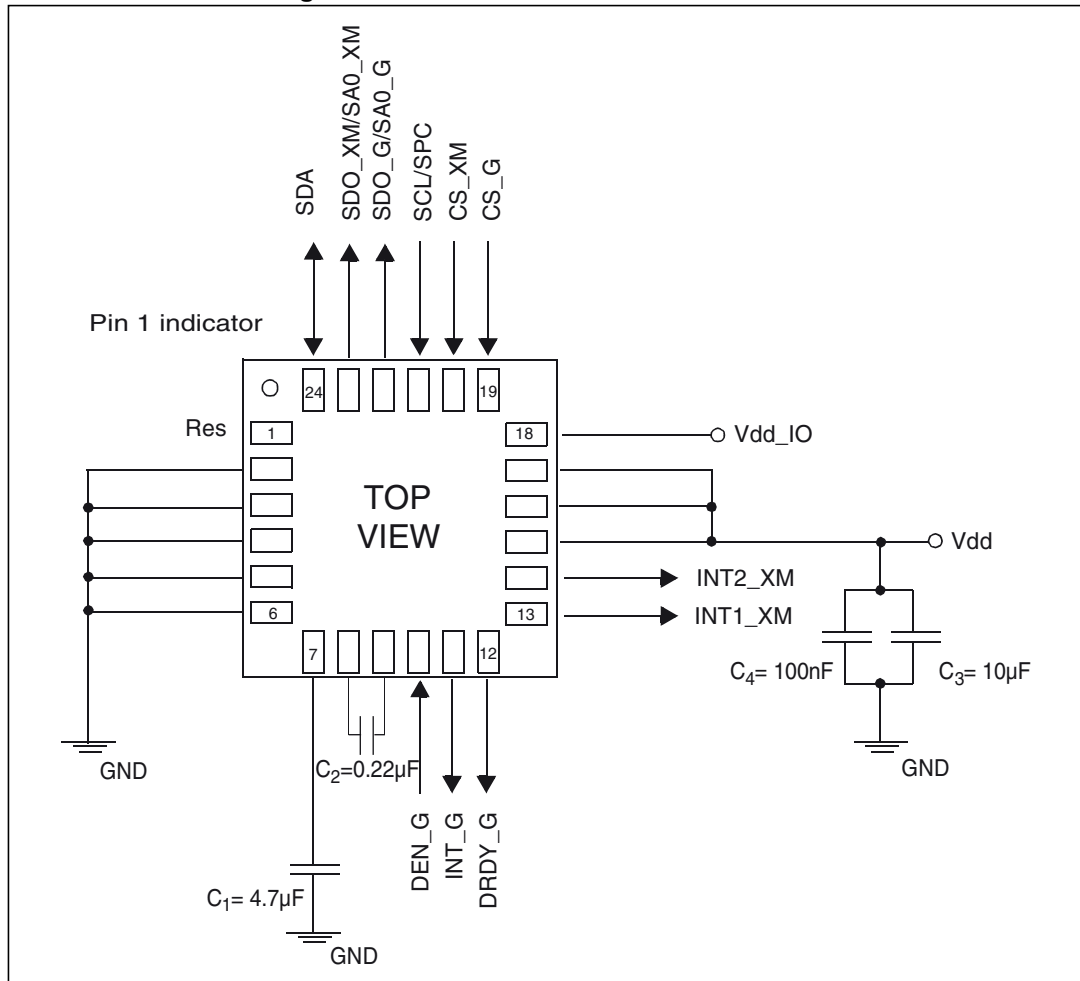 SDA
SDO_XM/SA0_XM
SDO_G/SA0_G
SCL/SPC
CS_XM
CS_G
Pin 1 indicator
24
19
Res
1
18
Vdd_IO
TOP
VIEW
Vdd
INT2_XM
6
13
INT1_XM
7
12
C4= 100nF
C3= 10µF
GND
C2=0.22µF
GND
DEN_G
INT_G
DRDY_G
C1= 4.7µF
GND